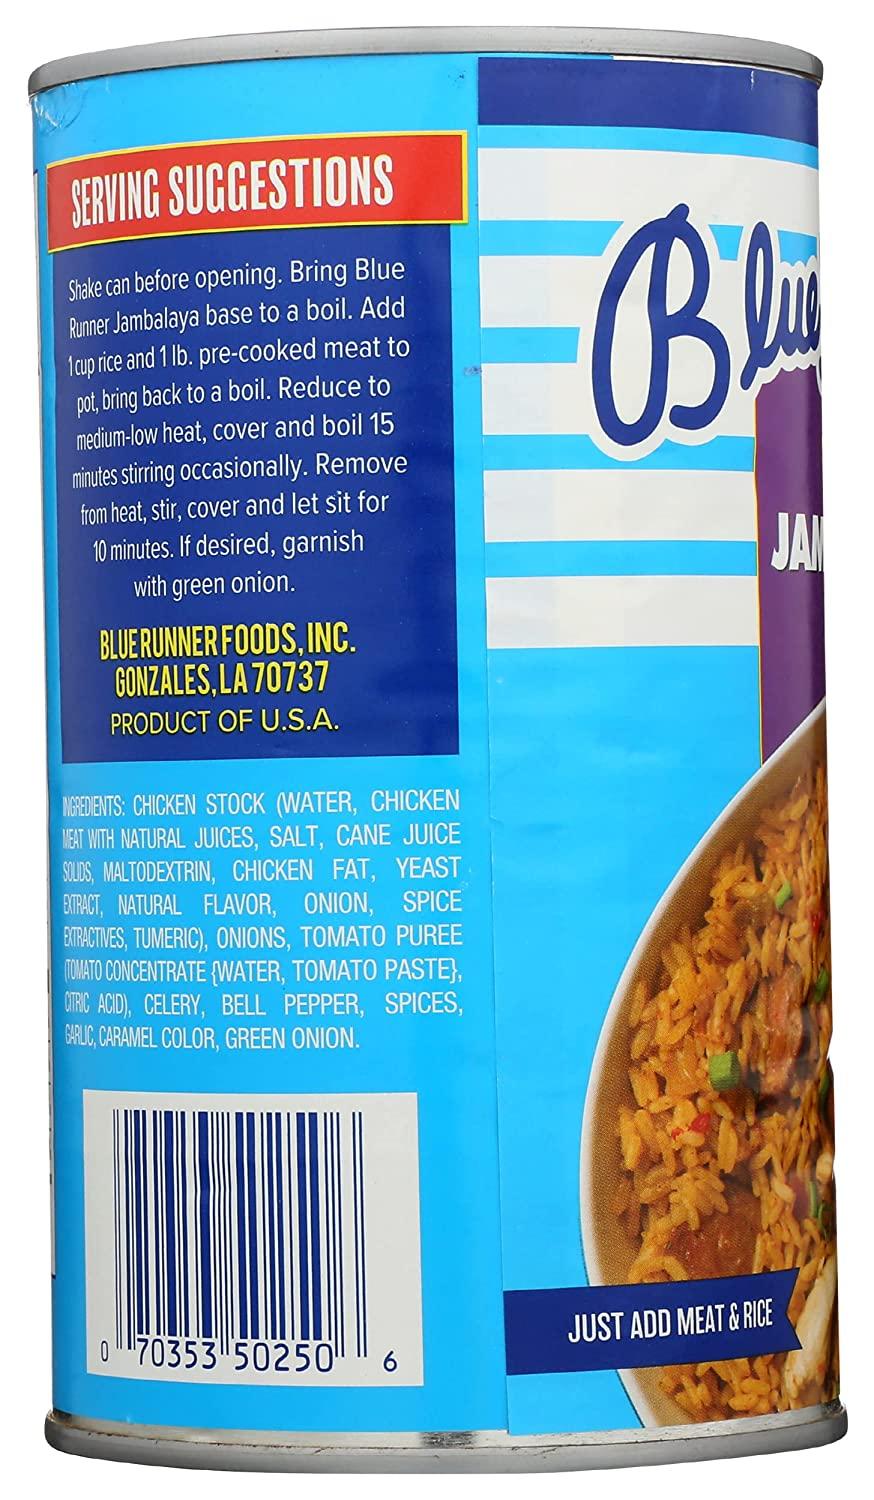 SERVING SUGGESTIONS
Shake can before opening. Bring Blue
Runner Jambalaya base to a boil. Add
1 cup rice and 1 lb. pre-cooked meat to
pot, bring back to a boil. Reduce to
medium-low heat, cover and boil 15
minutes stirring occasionally. Remove
from heat, stir, cover and let sit for
10 minutes. If desired, garnish
with green onion.
BLUE RUNNER FOODS, INC.
GONZALES, LA 70737
PRODUCT OF U.S.A.
INGREDIENTS: CHICKEN STOCK (WATER, CHICKEN
MEAT WITH NATURAL JUICES, SALT, CANE JUICE
SOLIDS, MALTODEXTRIN, CHICKEN FAT, YEAST
EXTRACT, NATURAL FLAVOR, ONION, SPICE
EXTRACTIVES, TUMERIC), ONIONS, TOMATO PUREE
(TOMATO CONCENTRATE {WATER, TOMATO PASTE},
CITRIC ACID), CELERY, BELL PEPPER, SPICES,
GARLIC, CARAMEL COLOR, GREEN ONION.
0 70353 50250 6
Blue
JAM
JUST ADD MEAT & RICE